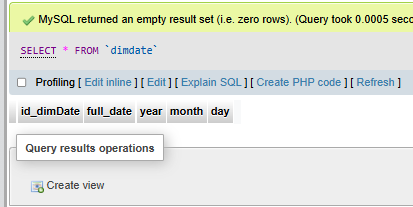 MySQL returned an empty result set (i.e. zero rows). (Query took 0.0005 seco
SELECT * FROM `dimdate`
Profiling [ Edit inline ] [ Edit ] [ Explain SQL ] [ Create PHP code ] [ Refresh ]
id_dimDate full_date year month day
Query results operations
Create view